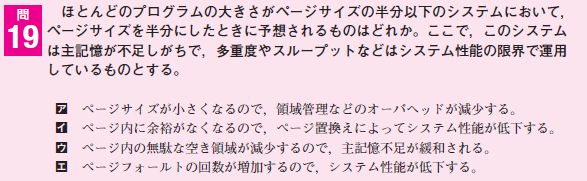 問
19
ほとんどのプログラムの大きさがページサイズの半分以下のシステムにおいて，
ページサイズを半分にしたときに予想されるものはどれか。ここで，このシステム
は主記憶が不足しがちで，多重度やスループットなどはシステム性能の限界で運用
しているものとする。
ア ページサイズが小さくなるので，領域管理などのオーバヘッドが減少する。
イ ページ内に余裕がなくなるので，ページ置換えによってシステム性能が低下する。
ウ ページ内の無駄な空き領域が減少するので，主記憶不足が緩和される。
エ ページフォールトの回数が増加するので，システム性能が低下する。